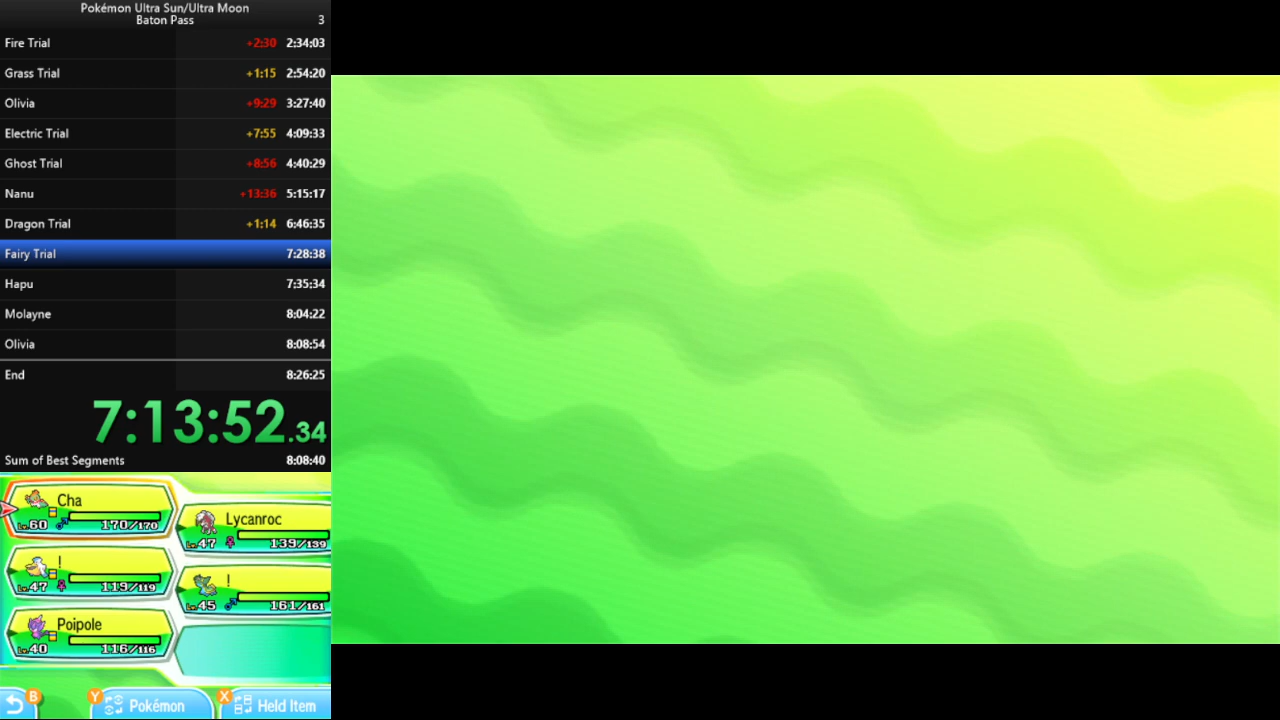 Pokémon Ultra Sun/Ultra Moon
Baton Pass 3
Fire Trial +2:30 2:34:03
Grass Trial +1:15 2:54:20
Olivia +9:29 3:27:40
Electric Trial +7:55 4:09:33
Ghost Trial +8:56 4:40:29
Nanu +13:36 5:15:17
Dragon Trial +1:14 6:46:35
Fairy Trial 7:28:38
Hapu 7:35:34
Molayne 8:04:22
Olivia 8:08:54
End 8:26:25
7:13:52.34
Sum of Best Segments 8:08:40
Cha
Lv.60 170/170
Lycanroc
Lv.47 139/139
!
Lv.47 119/119
!
Lv.45 161/161
Poipole
Lv.40 116/116
B Y Pokémon X Held Item